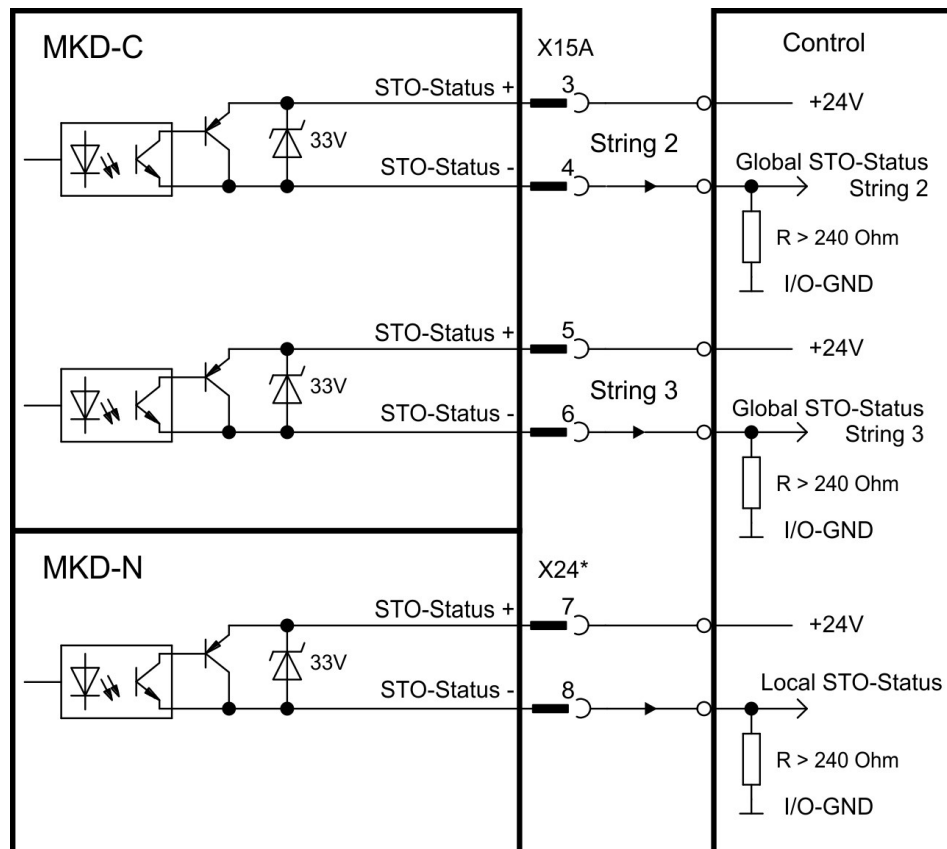 MKD-C
X15A
Control
STO-Status +
3
+24V
33V
String 2
STO-Status -
4
Global STO-Status
String 2
R > 240 Ohm
I/O-GND
STO-Status +
5
+24V
33V
String 3
STO-Status -
6
Global STO-Status
String 3
R > 240 Ohm
I/O-GND
MKD-N
X24*
STO-Status +
7
+24V
33V
STO-Status -
8
Local STO-Status
R > 240 Ohm
I/O-GND